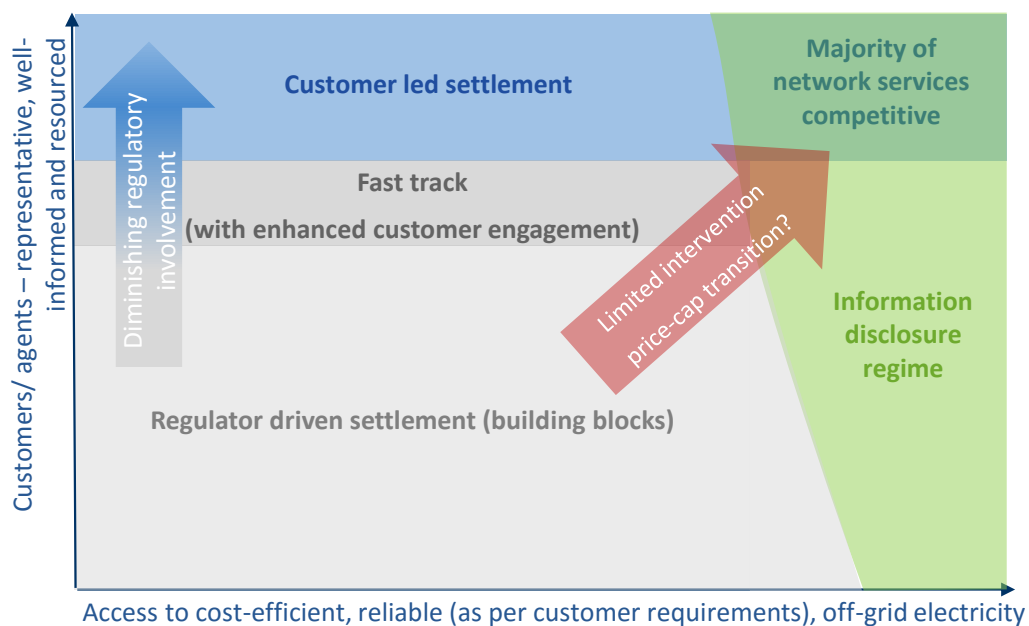 Customers/ agents – representative, well-
informed and resourced
Diminishing regulatory
involvement
Customer led settlement
Majority of
network services
competitive
Fast track
(with enhanced customer engagement)
Limited intervention
price-cap transition?
Information
disclosure
regime
Regulator driven settlement (building blocks)
Access to cost-efficient, reliable (as per customer requirements), off-grid electricity